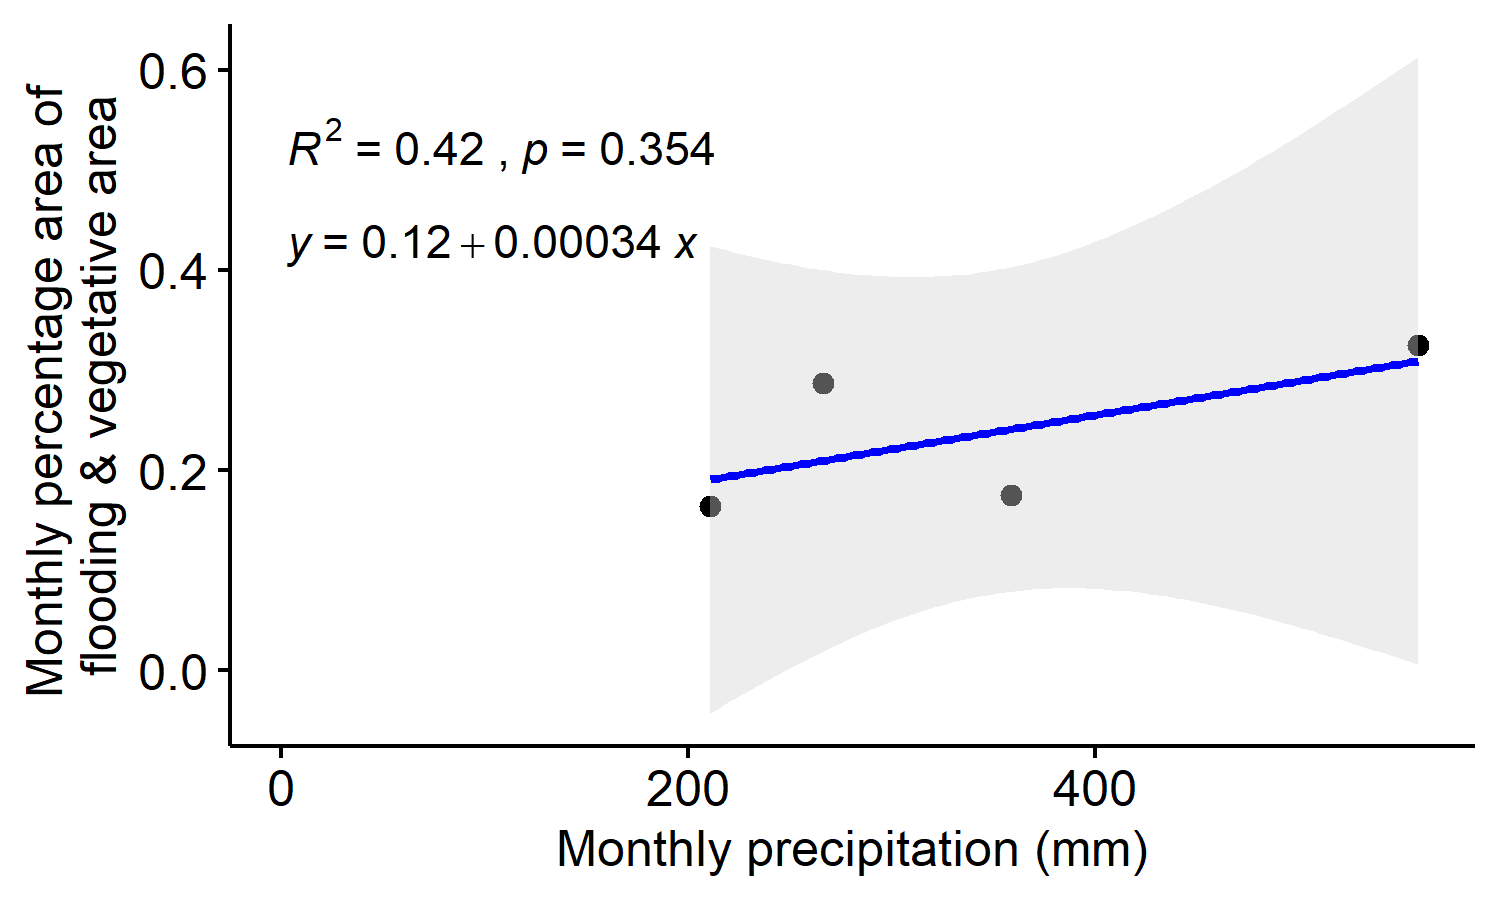 Monthly percentage area of
flooding & vegetative area
0.6
0.4
0.2
0.0
R² = 0.42 , p = 0.354
y = 0.12 + 0.00034 x
0 200 400
Monthly precipitation (mm)